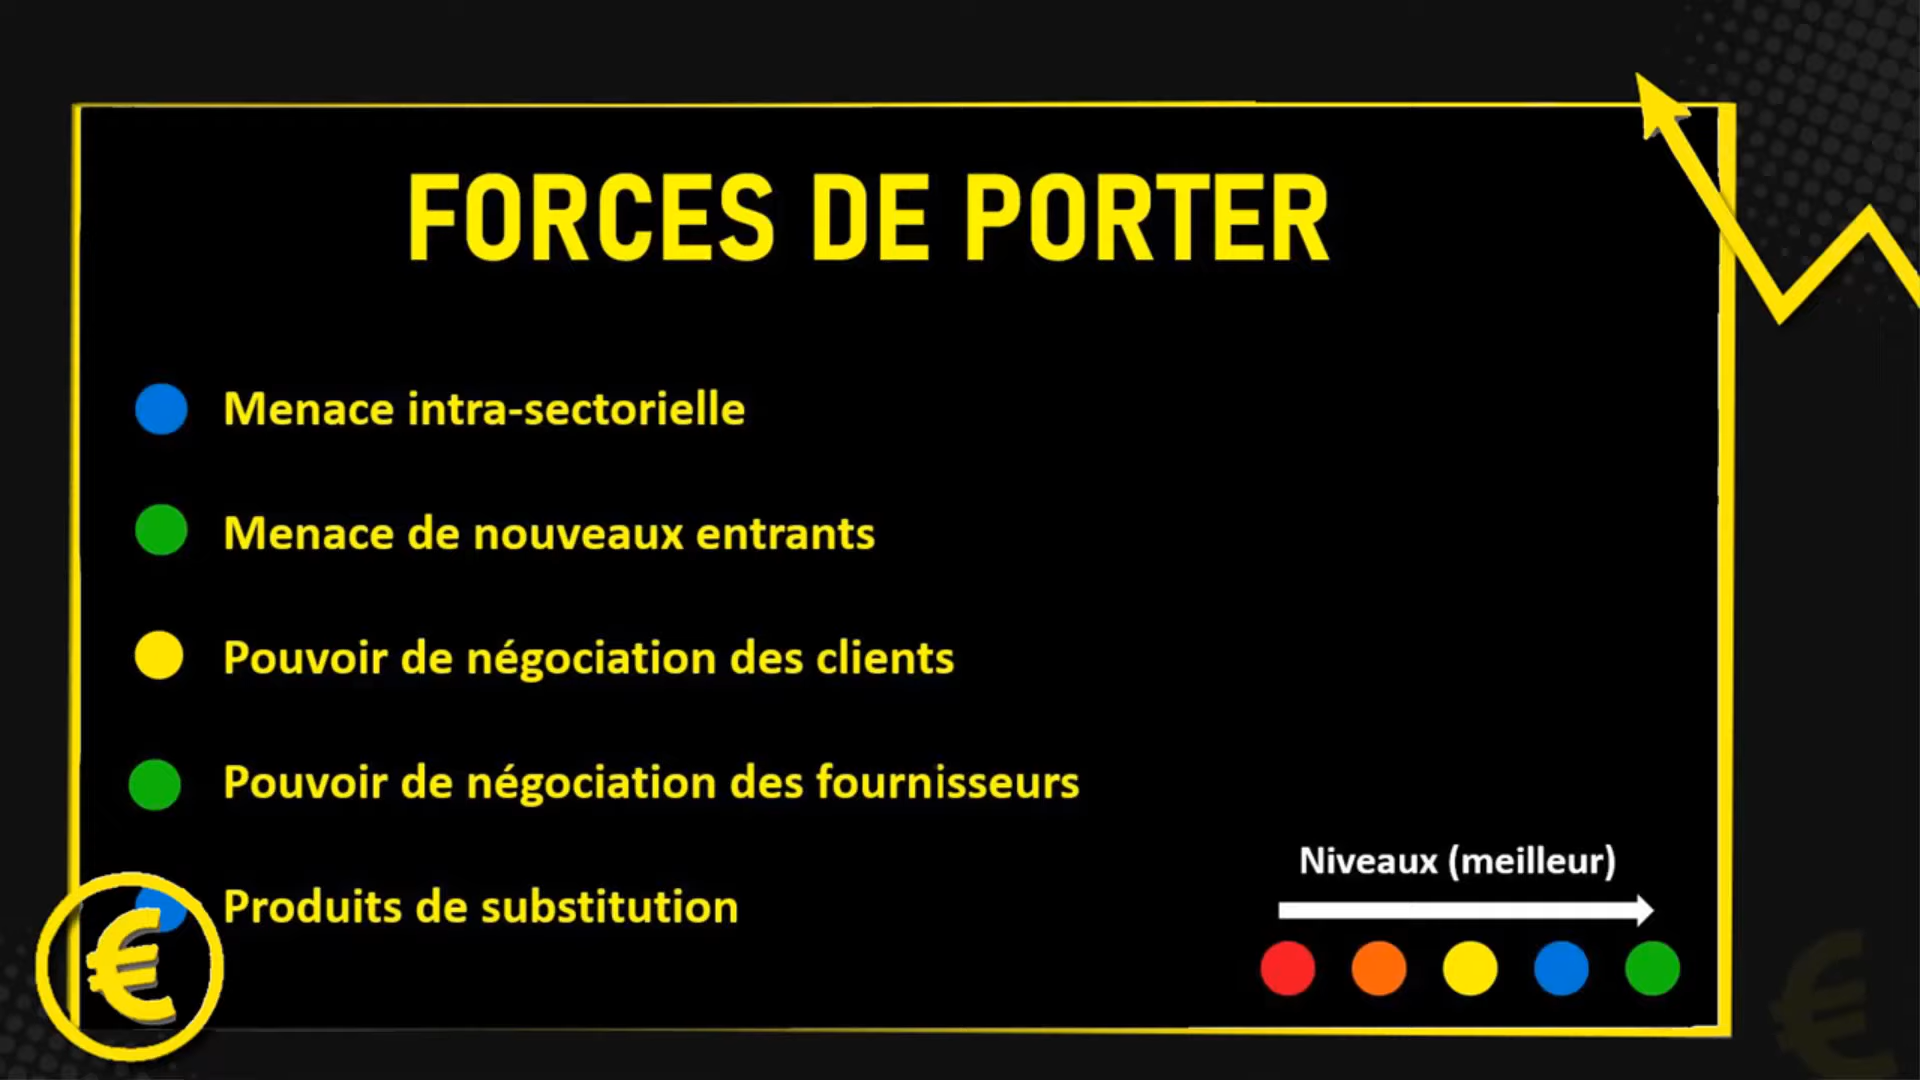 FORCES DE PORTER
Menace intra-sectorielle
Menace de nouveaux entrants
Pouvoir de négociation des clients
Pouvoir de négociation des fournisseurs
Produits de substitution
Niveaux (meilleur)
€
€